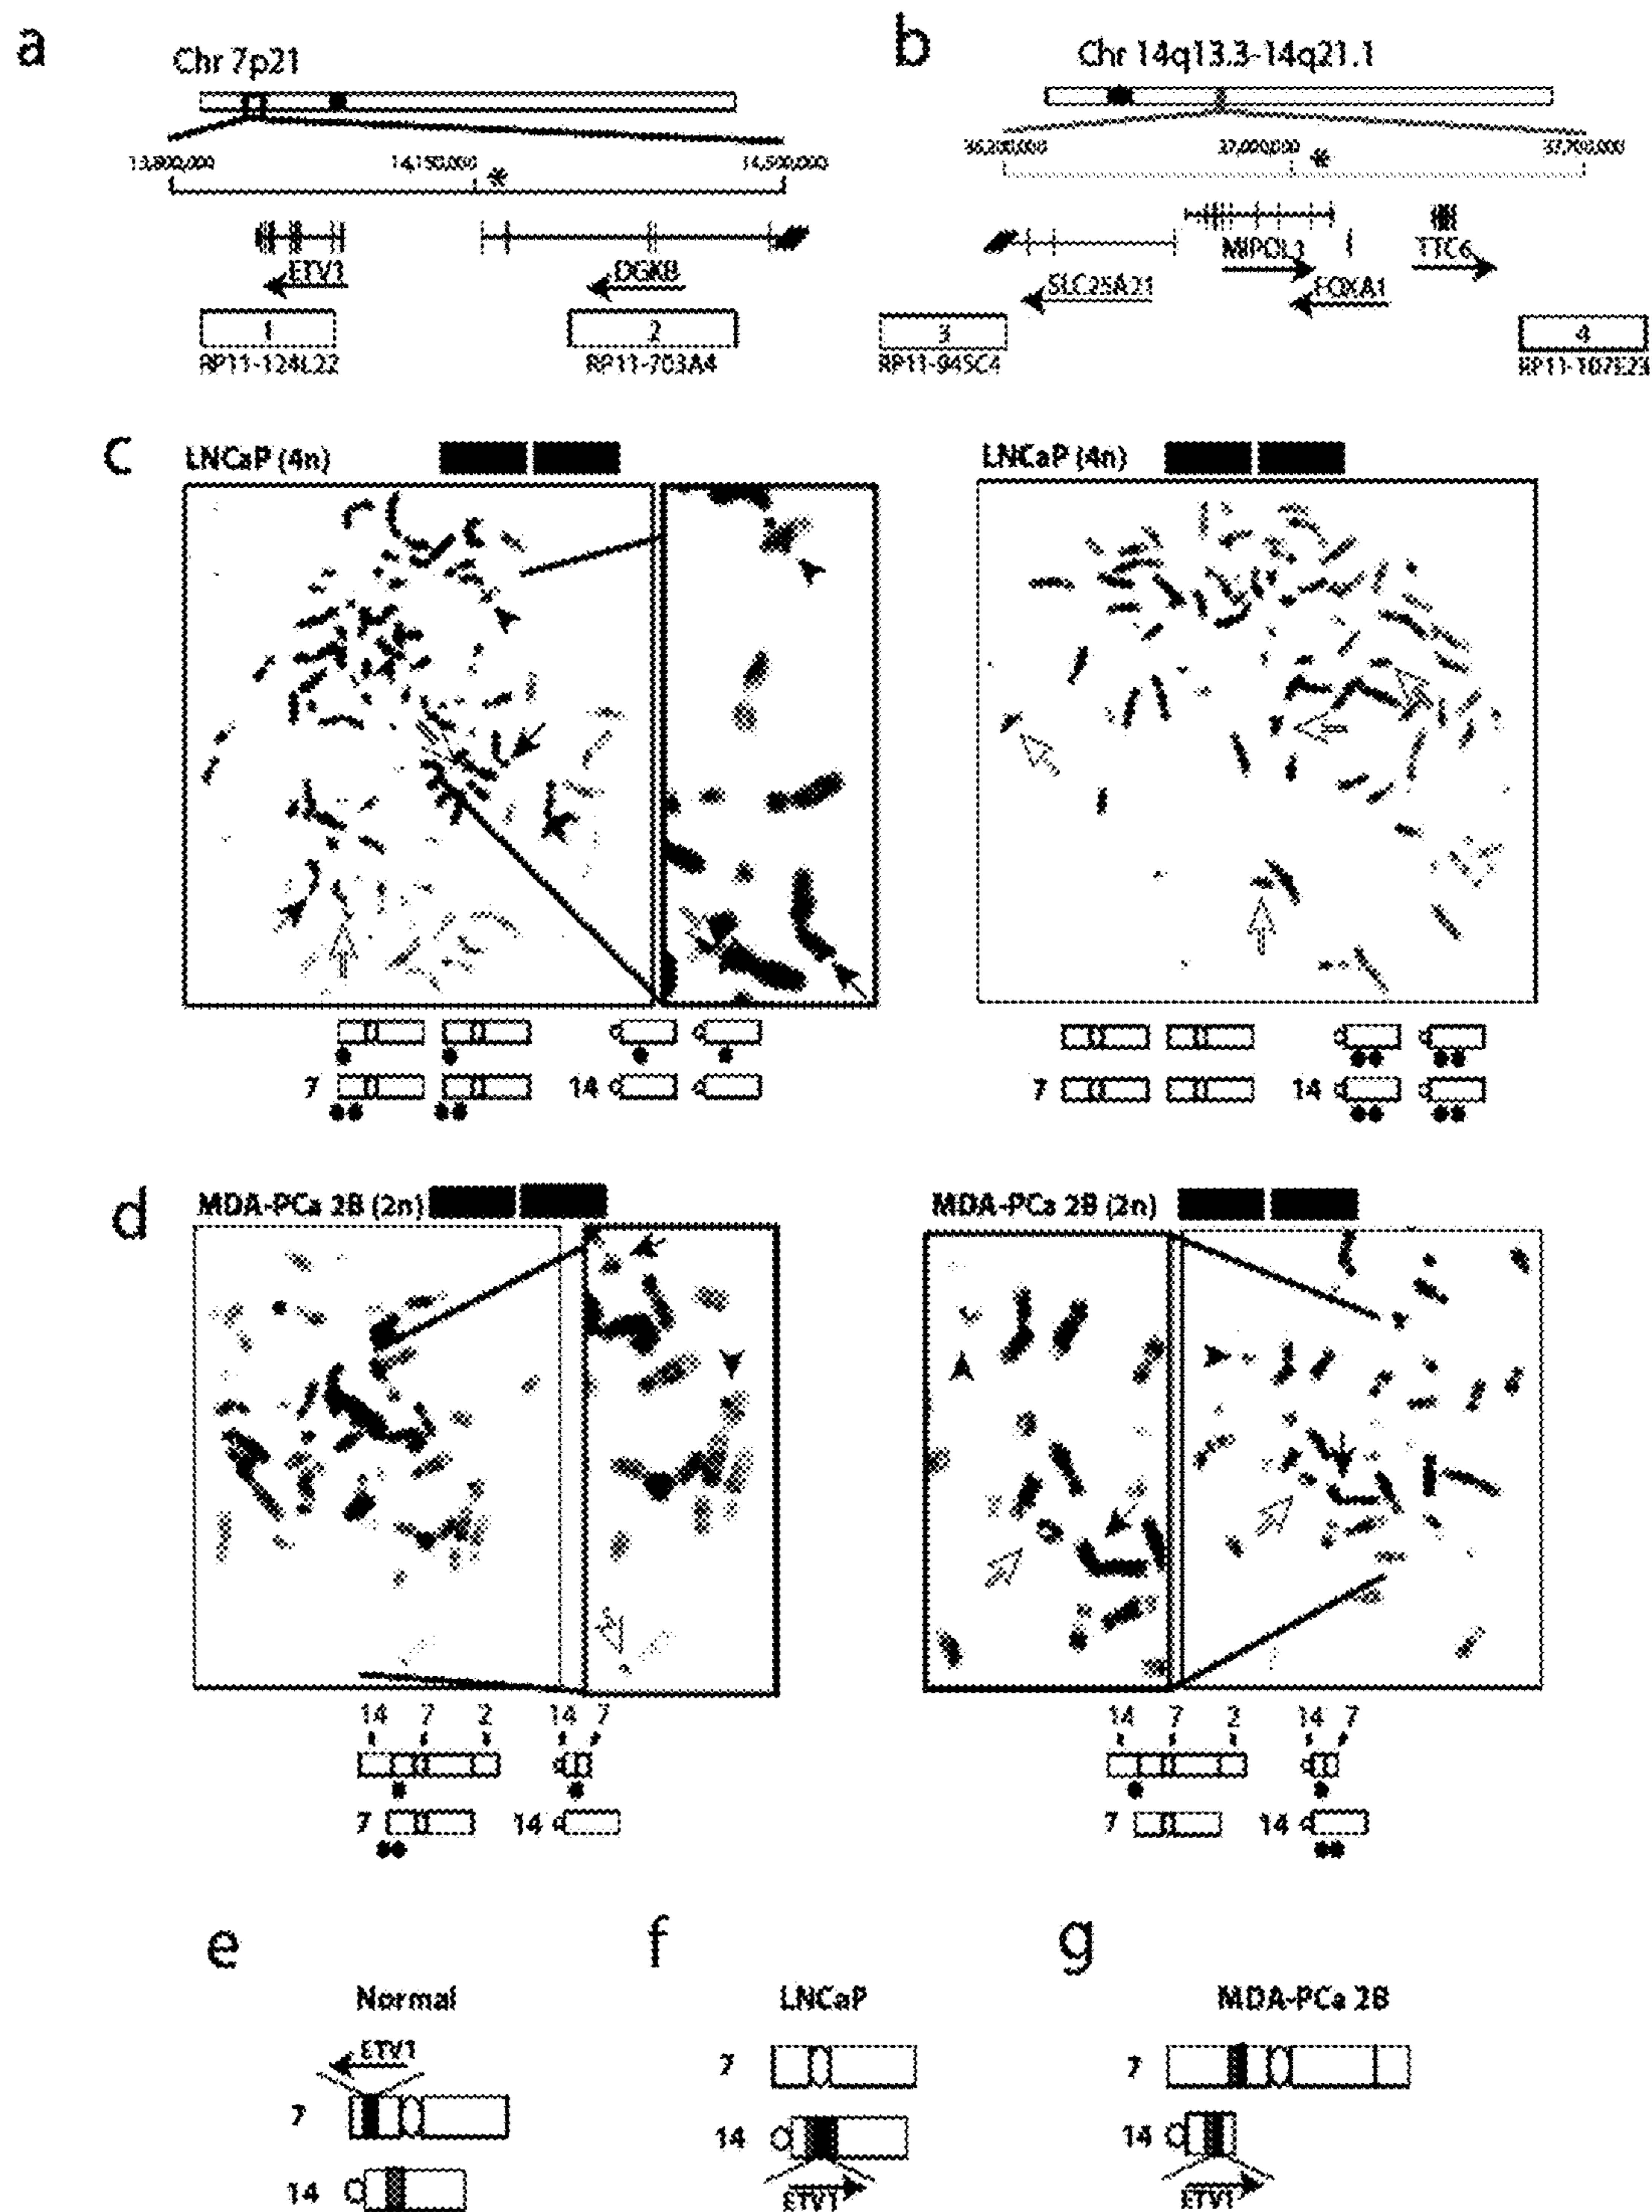 a
Chr 7p21
13,800,000 14,150,000 14,500,000
*
ETV1
DGKB
1
RP11-124L22
2
RP11-703A4
b
Chr 14q13.3-14q21.1
36,200,000 37,000,000 37,700,000
*
MIPOL1
TTC6
SLC25A21
FOXA1
3
RP11-945C4
4
RP11-107E23
c
LNCaP (4n)
LNCaP (4n)
7 14
7 14
d
MDA-PCa 2B (2n)
MDA-PCa 2B (2n)
14 7 2 14 7
7 14
14 7 2 14 7
7 14
e
Normal
ETV1
7
14
f
LNCaP
7
14
ETV1
g
MDA-PCa 2B
7
14
ETV1